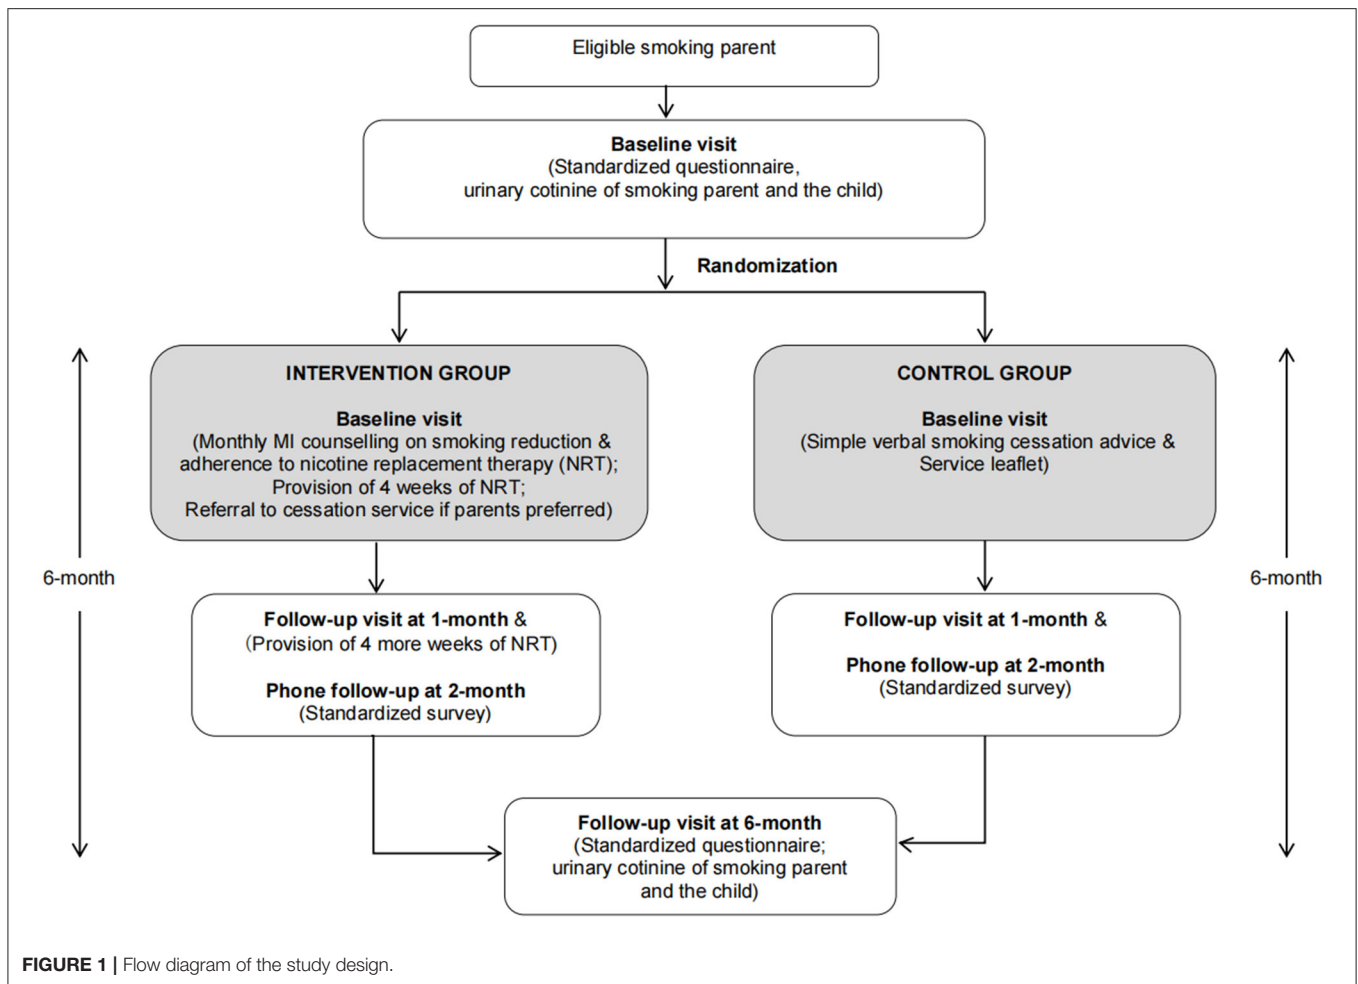 Eligible smoking parent
Baseline visit
(Standardized questionnaire,
urinary cotinine of smoking parent and the child)
Randomization
INTERVENTION GROUP
Baseline visit
(Monthly MI counselling on smoking reduction &
adherence to nicotine replacement therapy (NRT);
Provision of 4 weeks of NRT;
Referral to cessation service if parents preferred)
CONTROL GROUP
Baseline visit
(Simple verbal smoking cessation advice &
Service leaflet)
6-month
6-month
Follow-up visit at 1-month &
(Provision of 4 more weeks of NRT)
Phone follow-up at 2-month
(Standardized survey)
Follow-up visit at 1-month &
Phone follow-up at 2-month
(Standardized survey)
Follow-up visit at 6-month
(Standardized questionnaire;
urinary cotinine of smoking parent
and the child)
FIGURE 1 | Flow diagram of the study design.